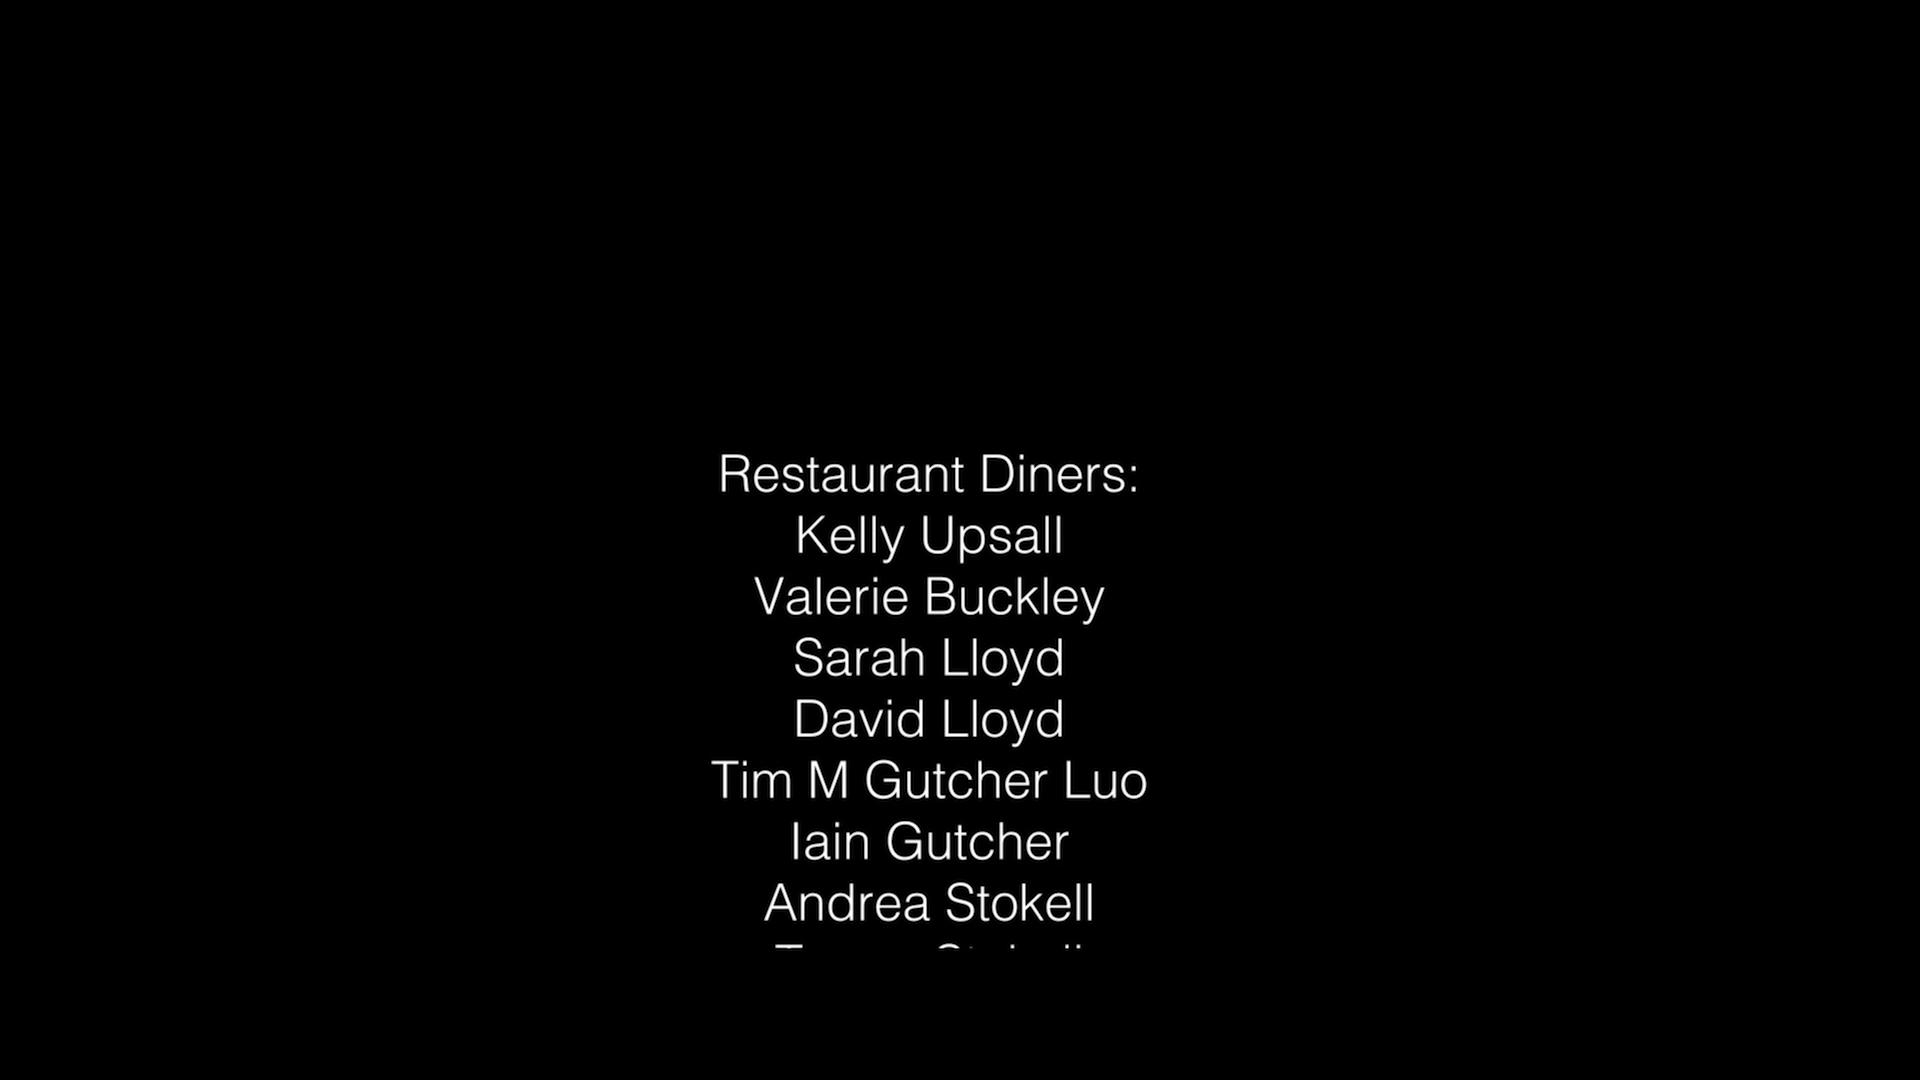 Restaurant Diners:
Kelly Upsall
Valerie Buckley
Sarah Lloyd
David Lloyd
Tim M Gutcher Luo
Iain Gutcher
Andrea Stokell